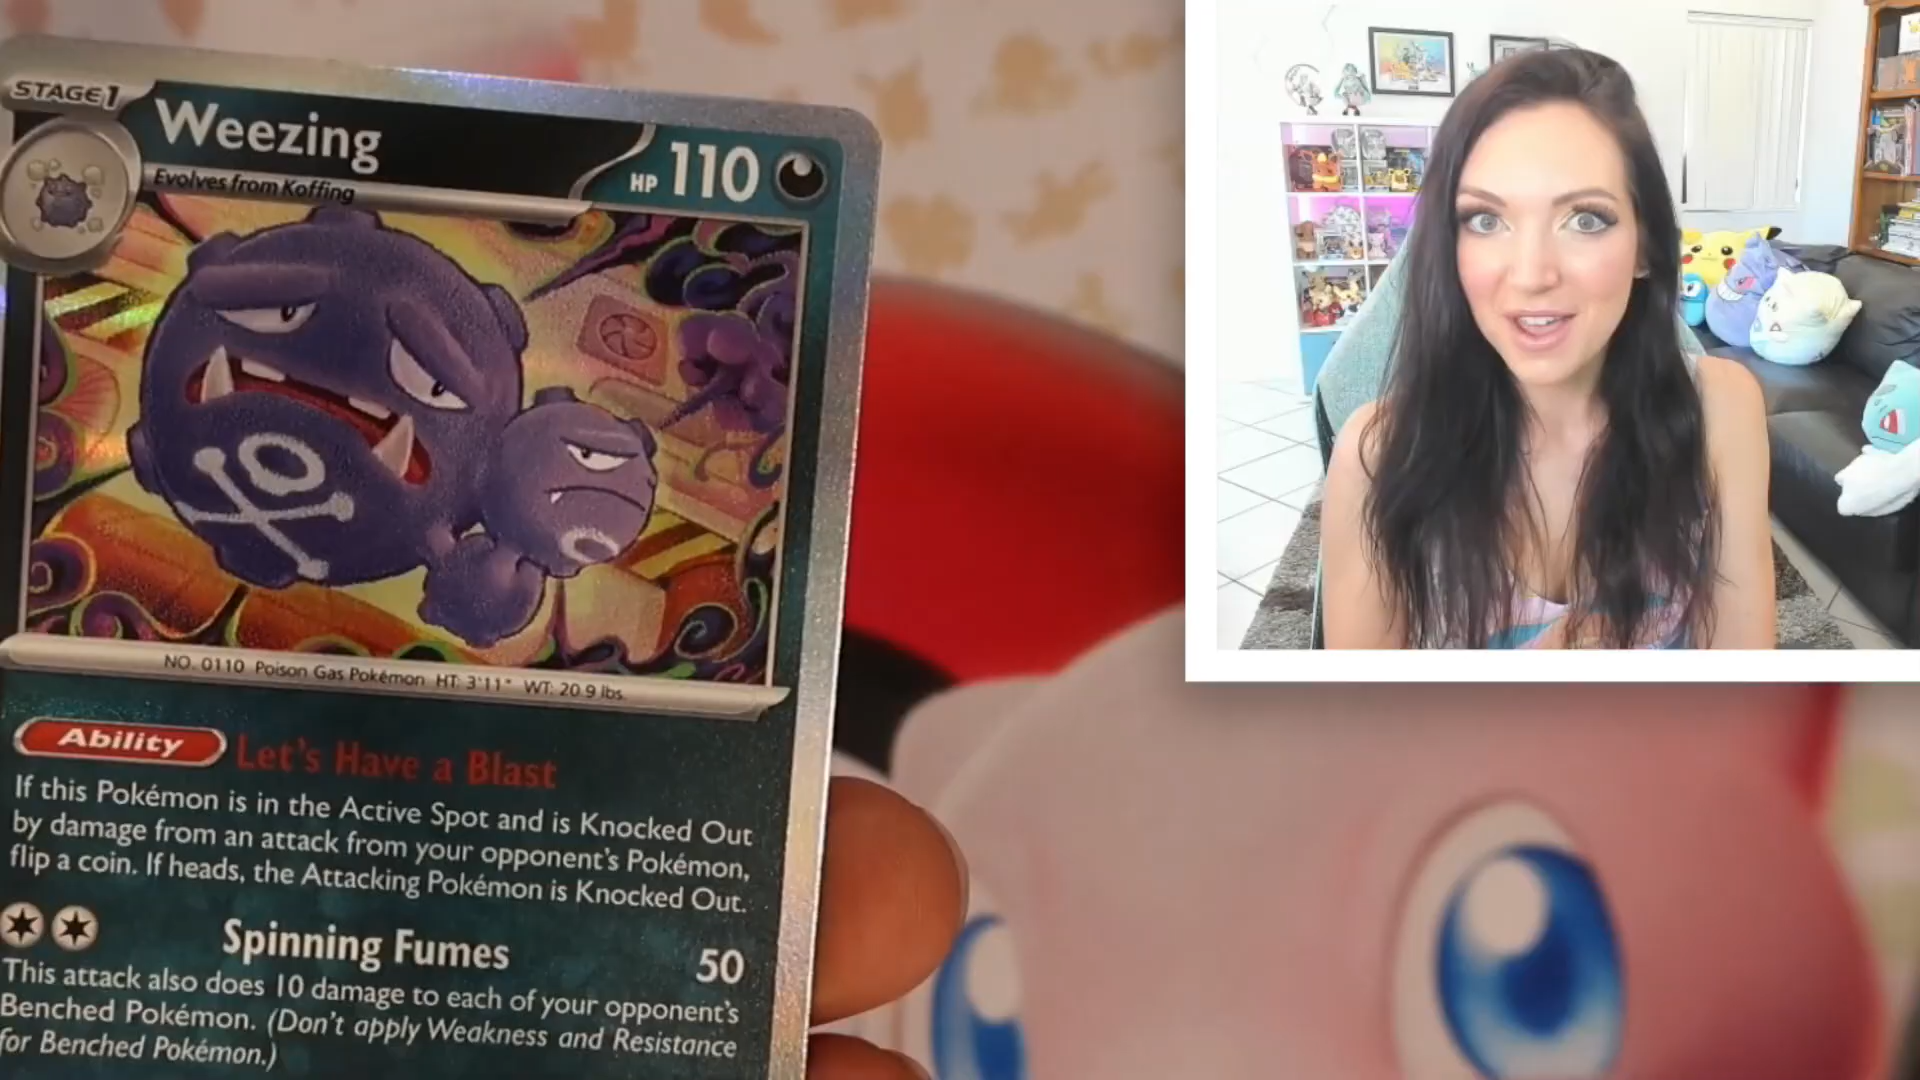 STAGE1
Weezing
HP 110
Evolves from Koffing
NO. 0110 Poison Gas Pokémon HT: 3'11" WT: 20.9 lbs.
Ability Let's Have a Blast
If this Pokémon is in the Active Spot and is Knocked Out
by damage from an attack from your opponent's Pokémon,
flip a coin. If heads, the Attacking Pokémon is Knocked Out.
Spinning Fumes 50
This attack also does 10 damage to each of your opponent's
Benched Pokémon. (Don't apply Weakness and Resistance
for Benched Pokémon.)